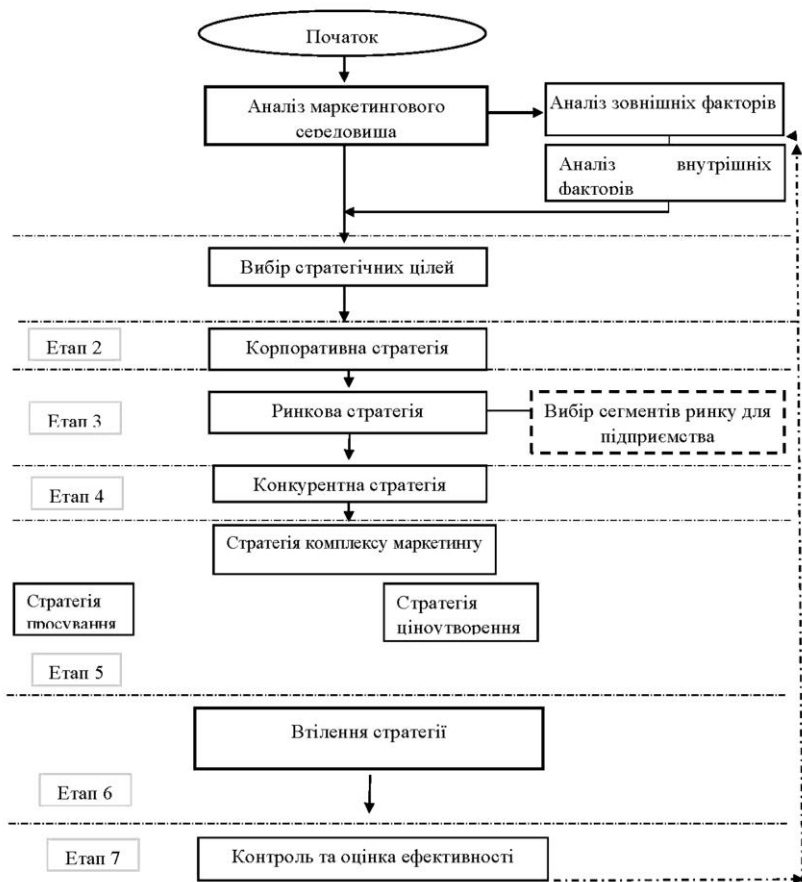 Початок
Аналіз маркетингового
середовища
Аналіз зовнішніх факторів
Аналіз внутрішніх
факторів
Вибір стратегічних цілей
Етап 2
Корпоративна стратегія
Етап 3
Ринкова стратегія
Вибір сегментів ринку для
підприємства
Етап 4
Конкурентна стратегія
Стратегія комплексу маркетингу
Стратегія
просування
Стратегія
ціноутворення
Етап 5
Втілення стратегії
Етап 6
Етап 7
Контроль та оцінка ефективності